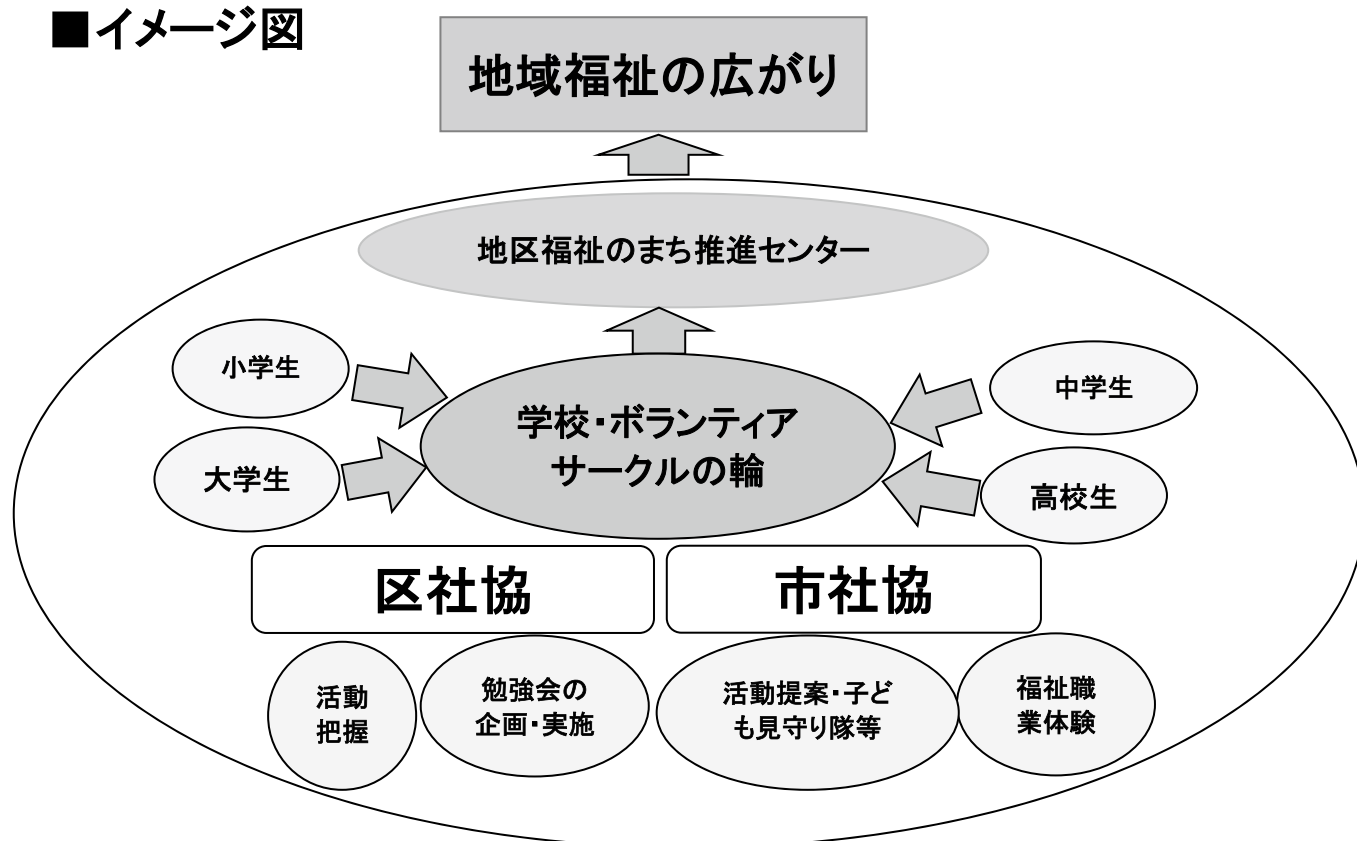 ■イメージ図
地域福祉の広がり
地区福祉のまち推進センター
小学生
中学生
学校・ボランティア
サークルの輪
大学生
高校生
区社協
市社協
活動
把握
勉強会の
企画・実施
活動提案・子ど
も見守り隊等
福祉職
業体験